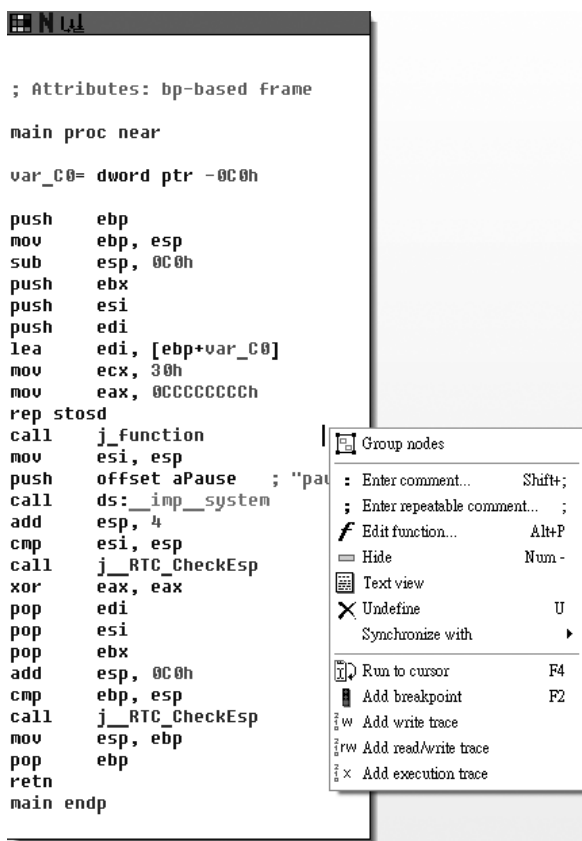 ; Attributes: bp-based frame
main proc near
var_C0= dword ptr -0C0h
push ebp
mov ebp, esp
sub esp, 0C0h
push ebx
push esi
push edi
lea edi, [ebp+var_C0]
mov ecx, 30h
mov eax, 0CCCCCCCCh
rep stosd
call j_function
mov esi, esp
push offset aPause ; "pau
call ds:__imp__system
add esp, 4
cmp esi, esp
call j__RTC_CheckEsp
xor eax, eax
pop edi
pop esi
pop ebx
add esp, 0C0h
cmp ebp, esp
call j__RTC_CheckEsp
mov esp, ebp
pop ebp
retn
main endp
Group nodes
: Enter comment... Shift+;
; Enter repeatable comment... ;
f Edit function... Alt+P
Hide Num -
Text view
Undefine U
Synchronize with
Run to cursor F4
Add breakpoint F2
w Add write trace
rw Add read/write trace
x Add execution trace